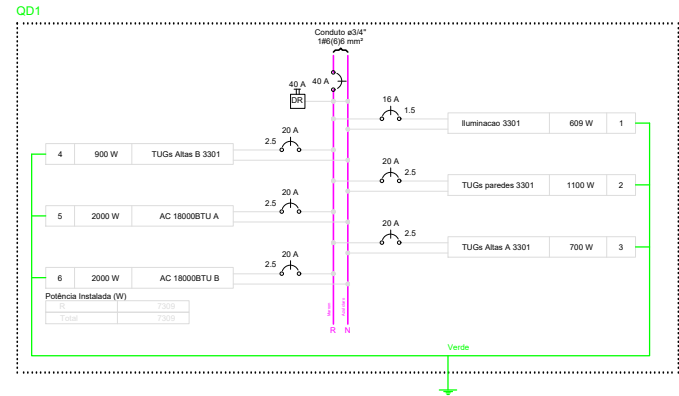 QD1
Conduto ø3/4"
1#6(6)6 mm²
40 A
40 A
DR
16 A
1.5
Iluminacao 3301 609 W 1
20 A
2.5
4 900 W TUGs Altas B 3301
20 A
2.5
TUGs paredes 3301 1100 W 2
20 A
2.5
5 2000 W AC 18000BTU A
20 A
2.5
TUGs Altas A 3301 700 W 3
20 A
2.5
6 2000 W AC 18000BTU B
Potência Instalada (W)
R 7309
Total 7309
R N
Verde